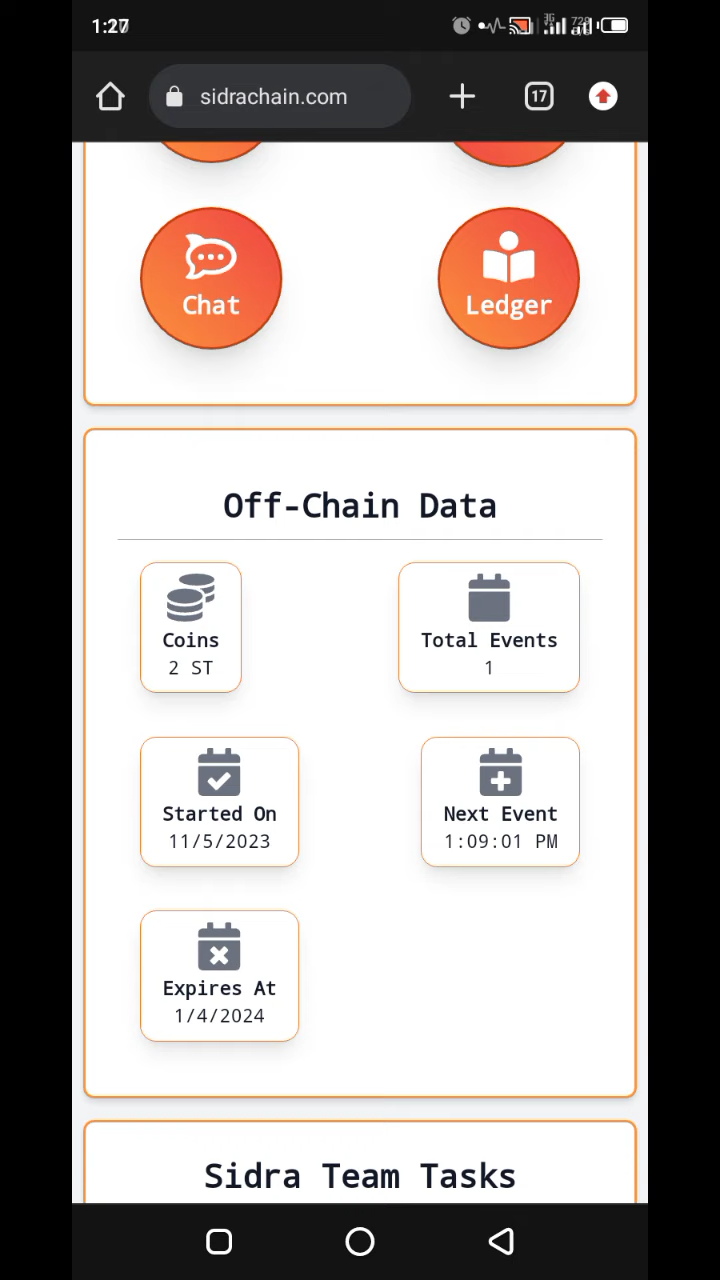 1:27
sidrachain.com
17
Chat
Ledger
Off-Chain Data
Coins
2 ST
Total Events
1
Started On
11/5/2023
Next Event
1:09:01 PM
Expires At
1/4/2024
Sidra Team Tasks